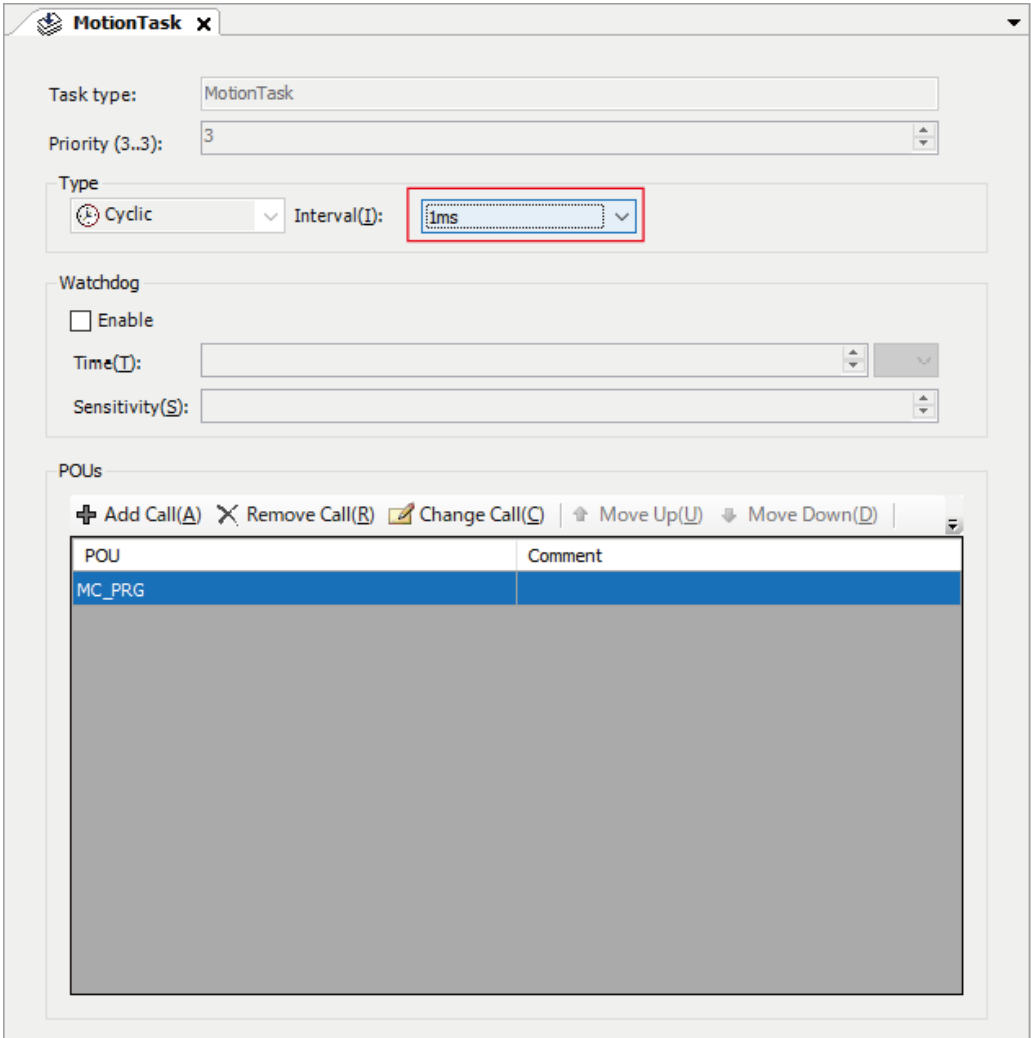 MotionTask
Task type: MotionTask
Priority (3..3): 3
Type
Cyclic Interval(I): 1ms
Watchdog
Enable
Time(T):
Sensitivity(S):
POUs
Add Call(A) Remove Call(R) Change Call(C) Move Up(U) Move Down(D)
POU Comment
MC_PRG